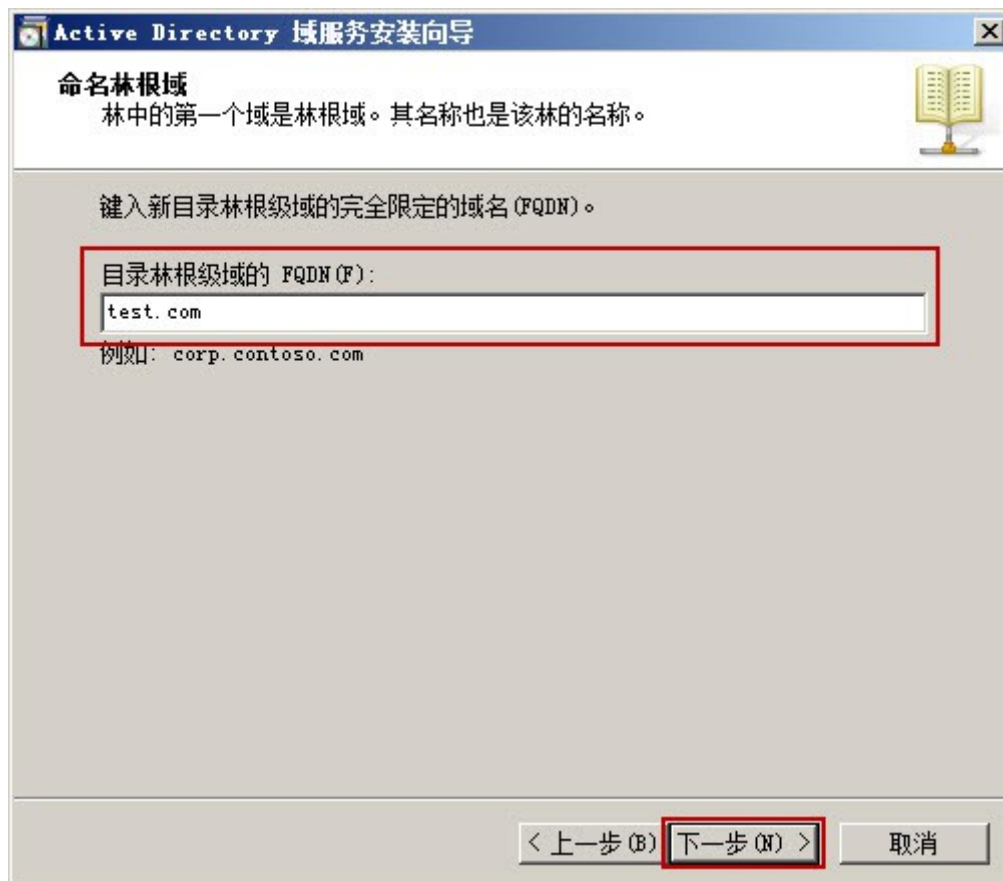 Active Directory 域服务安装向导
命名林根域
林中的第一个域是林根域。其名称也是该林的名称。
键入新目录林根级域的完全限定的域名(FQDN)。
目录林根级域的 FQDN(F):
test.com
例如: corp.contoso.com
< 上一步(B) 下一步(N) > 取消